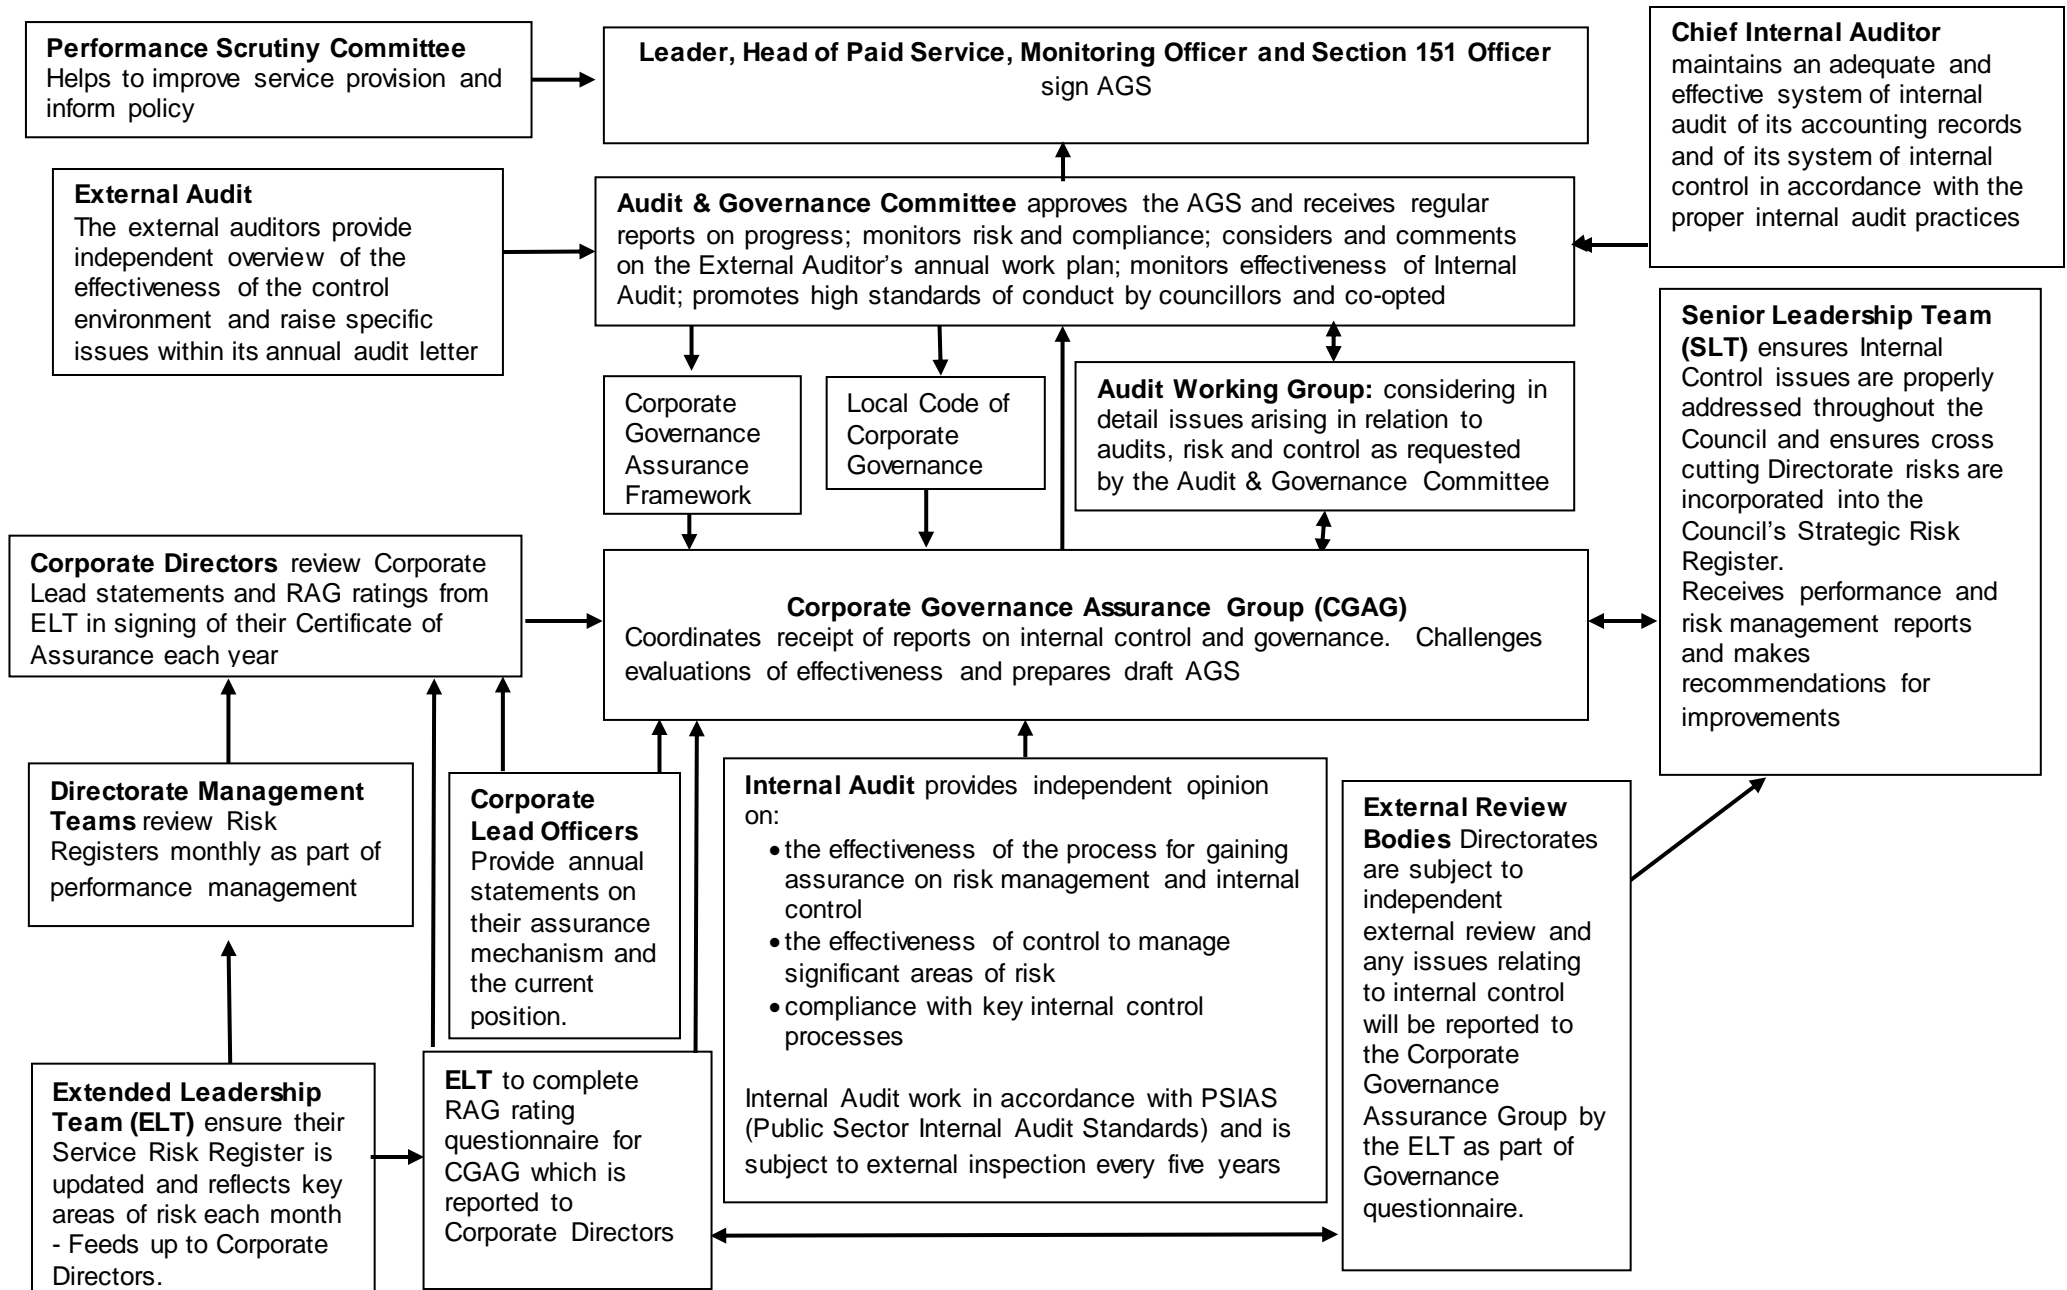 Performance Scrutiny Committee
Helps to improve service provision and
inform policy
Leader, Head of Paid Service, Monitoring Officer and Section 151 Officer
sign AGS
Chief Internal Auditor
maintains an adequate and
effective system of internal
audit of its accounting records
and of its system of internal
control in accordance with the
proper internal audit practices
External Audit
The external auditors provide
independent overview of the
effectiveness of the control
environment and raise specific
issues within its annual audit letter
Audit & Governance Committee approves the AGS and receives regular
reports on progress; monitors risk and compliance; considers and comments
on the External Auditor’s annual work plan; monitors effectiveness of Internal
Audit; promotes high standards of conduct by councillors and co-opted
Senior Leadership Team
(SLT) ensures Internal
Control issues are properly
addressed throughout the
Council and ensures cross
cutting Directorate risks are
incorporated into the
Council’s Strategic Risk
Register.
Receives performance and
risk management reports
and makes
recommendations for
improvements
Corporate
Governance
Assurance
Framework
Local Code of
Corporate
Governance
Audit Working Group: considering in
detail issues arising in relation to
audits, risk and control as requested
by the Audit & Governance Committee
Corporate Directors review Corporate
Lead statements and RAG ratings from
ELT in signing of their Certificate of
Assurance each year
Corporate Governance Assurance Group (CGAG)
Coordinates receipt of reports on internal control and governance. Challenges
evaluations of effectiveness and prepares draft AGS
Directorate Management
Teams review Risk
Registers monthly as part of
performance management
Corporate
Lead Officers
Provide annual
statements on
their assurance
mechanism and
the current
position.
Internal Audit provides independent opinion
on:
• the effectiveness of the process for gaining
assurance on risk management and internal
control
• the effectiveness of control to manage
significant areas of risk
• compliance with key internal control
processes
Internal Audit work in accordance with PSIAS
(Public Sector Internal Audit Standards) and is
subject to external inspection every five years
External Review
Bodies Directorates
are subject to
independent
external review and
any issues relating
to internal control
will be reported to
the Corporate
Governance
Assurance Group by
the ELT as part of
Governance
questionnaire.
Extended Leadership
Team (ELT) ensure their
Service Risk Register is
updated and reflects key
areas of risk each month
- Feeds up to Corporate
Directors.
ELT to complete
RAG rating
questionnaire for
CGAG which is
reported to
Corporate Directors